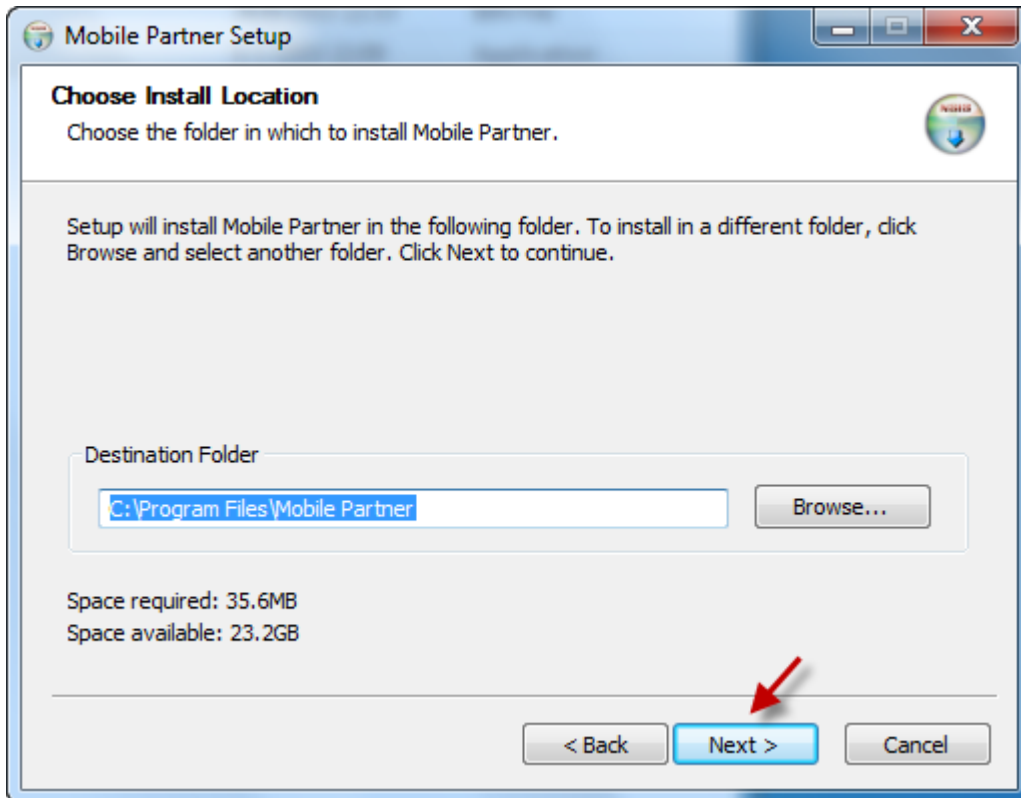 Mobile Partner Setup
Choose Install Location
Choose the folder in which to install Mobile Partner.
Setup will install Mobile Partner in the following folder. To install in a different folder, click
Browse and select another folder. Click Next to continue.
Destination Folder
C:\Program Files\Mobile Partner
Browse...
Space required: 35.6MB
Space available: 23.2GB
< Back
Next >
Cancel